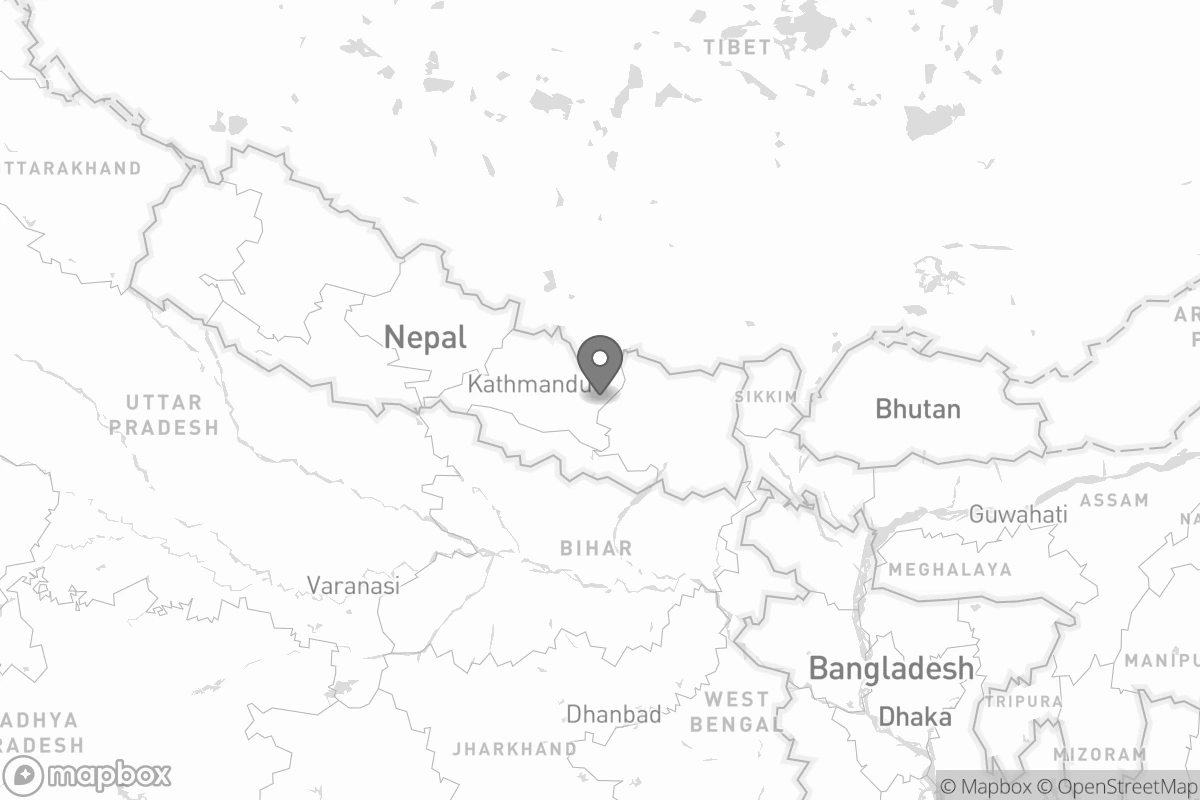 TIBET
TTARAKHAND
AR
P
Nepal
Kathmandu
SIKKIM
Bhutan
UTTAR
PRADESH
ASSAM
Guwahati
NA
BIHAR
MEGHALAYA
Varanasi
Bangladesh
MANIPU
TRIPURA
WEST
BENGAL
Dhanbad
Dhaka
ADHYA
RADESH
JHARKHAND
MIZORAM
mapbox
© Mapbox © OpenStreetMap